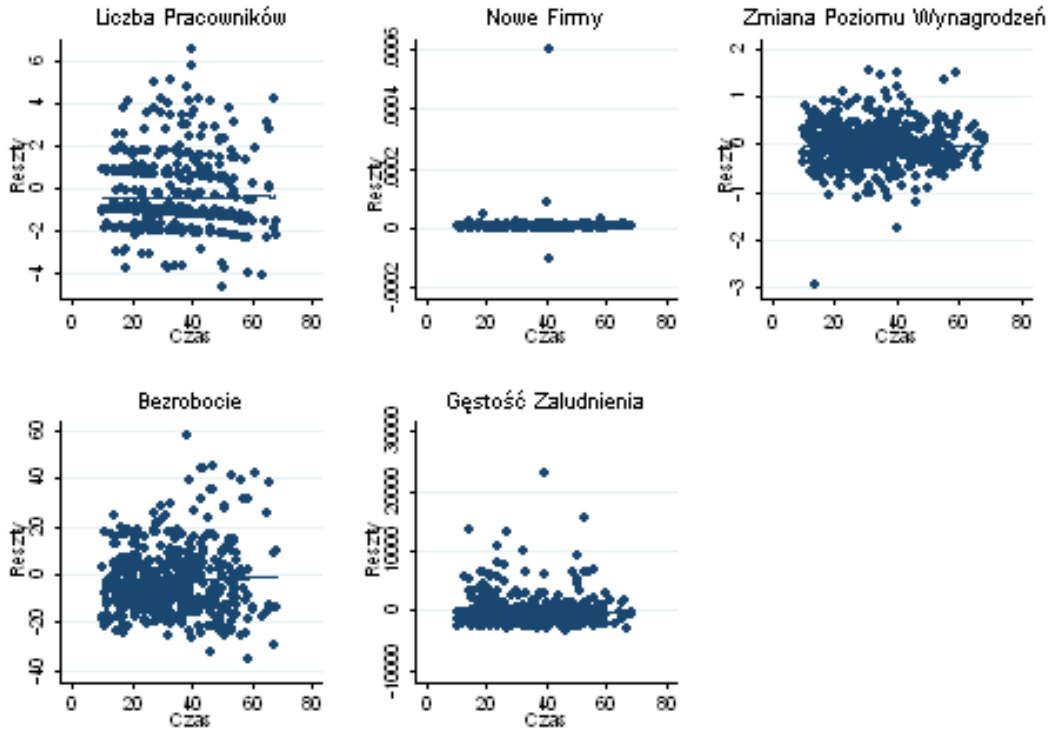 Liczba Pracowników
Reszty
6
4
2
0
-2
-4
0 20 40 60 80
Czas
Nowe Firmy
Reszty
.0006
.0004
.0002
0
-.0002
0 20 40 60 80
Czas
Zmiana Poziomu Wynagrodzeń
Reszty
2
1
0
-1
-2
-3
0 20 40 60 80
Czas
Bezrobocie
Reszty
60
40
20
0
-20
-40
0 20 40 60 80
Czas
Gęstość Zaludnienia
Reszty
30000
20000
10000
0
-10000
0 20 40 60 80
Czas